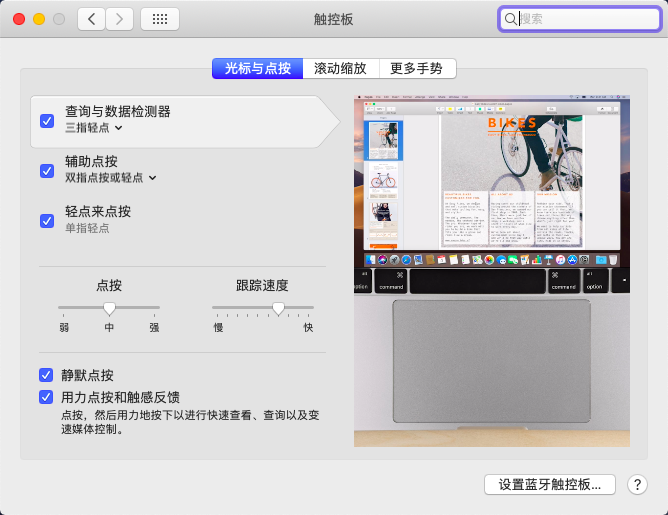 触控板
搜索
光标与点按
滚动缩放
更多手势
查询与数据检测器
三指轻点
辅助点按
双指点按或轻点
轻点来点按
单指轻点
点按
跟踪速度
弱
中
强
慢
快
静默点按
用力点按和触感反馈
点按，然后用力地按下以进行快速查看、查询以及变
速媒体控制。
BIKES
alt
option
⌘
command
⌘
command
alt
option
设置蓝牙触控板...
?